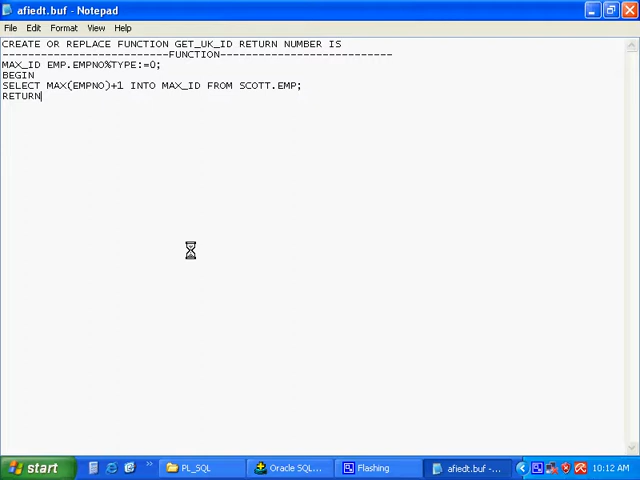 afiedt.buf - Notepad
File Edit Format View Help
CREATE OR REPLACE FUNCTION GET_UK_ID RETURN NUMBER IS
--------------------------FUNCTION---------------------------
MAX_ID EMP.EMPNO%TYPE:=0;
BEGIN
SELECT MAX(EMPNO)+1 INTO MAX_ID FROM SCOTT.EMP;
RETURN
start PL_SQL Oracle SQL... Flashing afiedt.buf -... 10:12 AM